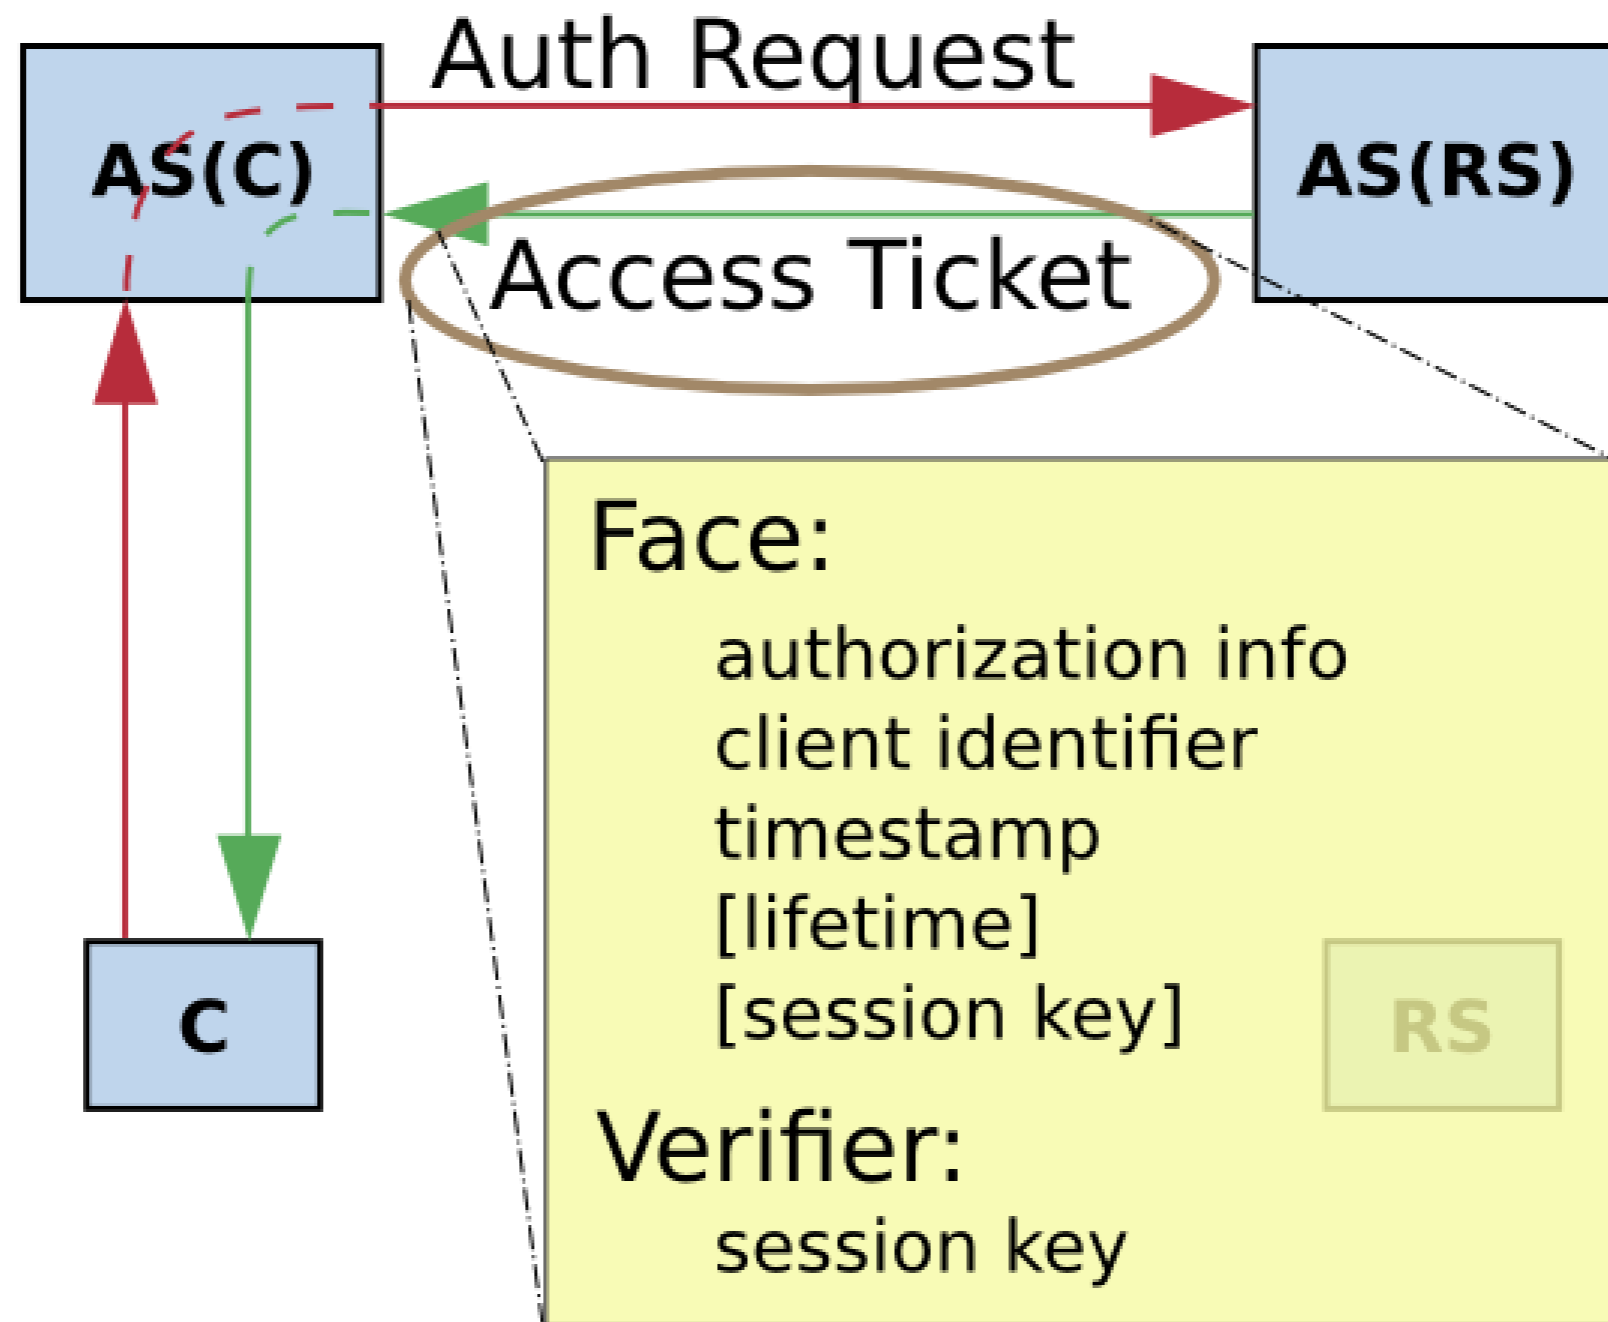 Auth Request
AS(C)
AS(RS)
Access Ticket
Face:
authorization info
client identifier
timestamp
[lifetime]
[session key]
C
RS
Verifier:
session key